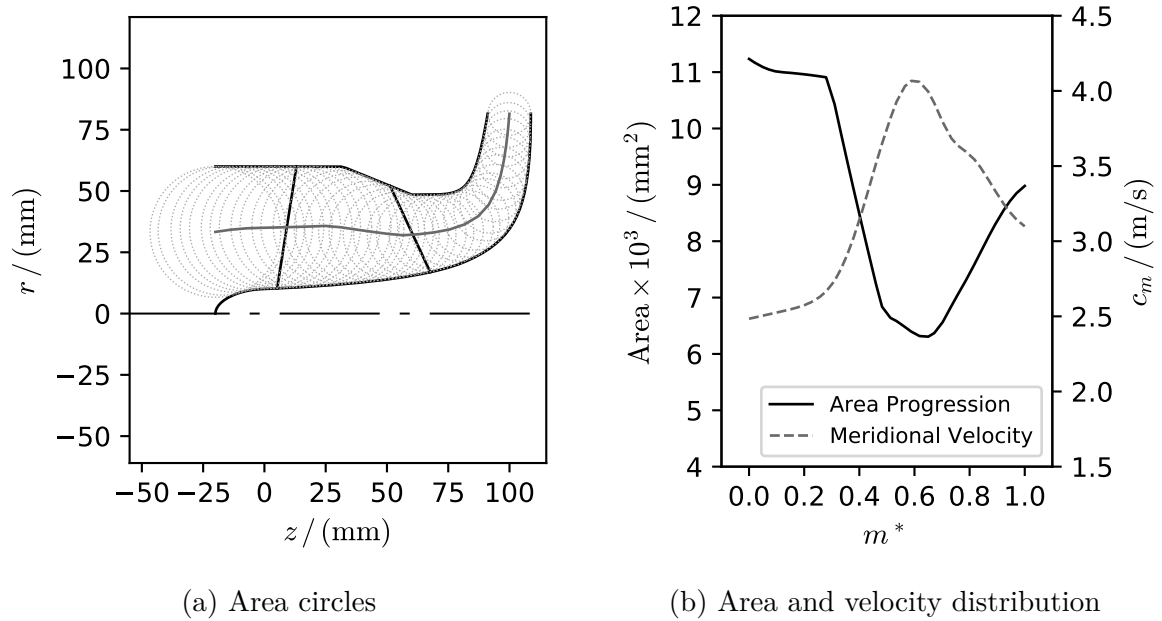 100
75
50
25
0
−25
−50
r / (mm)
−50 −25 0 25 50 75 100
z / (mm)
(a) Area circles
12
11
10
9
8
7
6
5
4
Area × 10³ / (mm²)
4.5
4.0
3.5
3.0
2.5
2.0
1.5
cₘ / (m/s)
Area Progression
Meridional Velocity
0.0 0.2 0.4 0.6 0.8 1.0
m*
(b) Area and velocity distribution